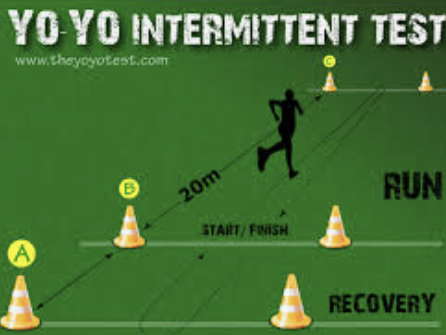 YO-YO INTERMITTENT TEST
www.theyoyotest.com
C
B
20m
RUN
START/ FINISH
A
RECOVERY